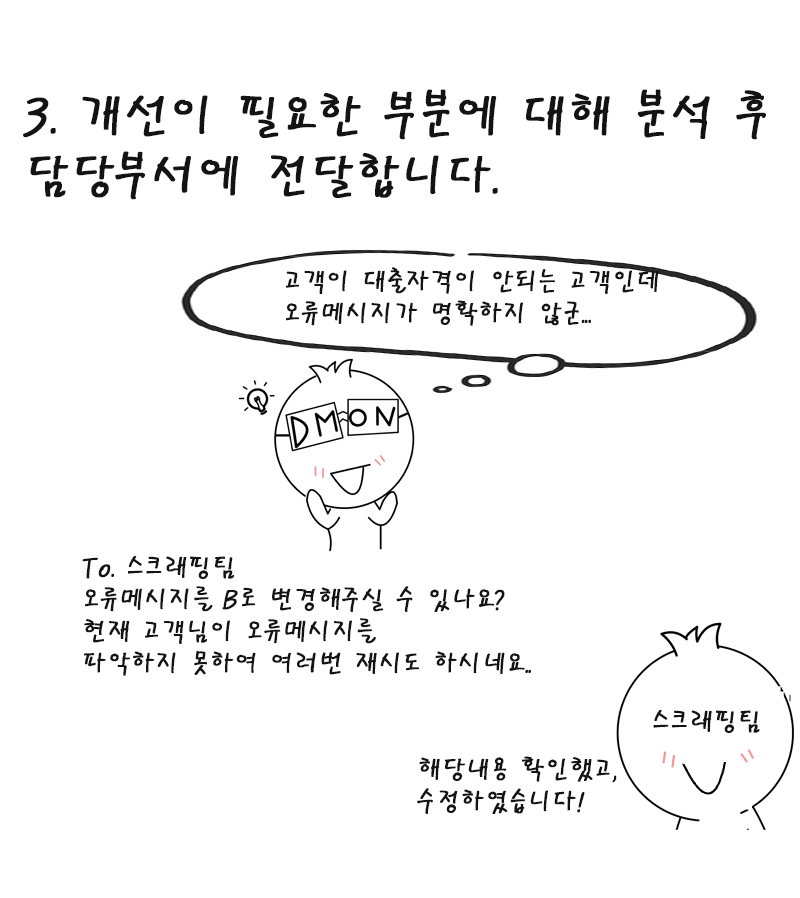 3. 개선이 필요한 부분에 대해 분석 후
담당부서에 전달합니다.
고객이 대출자격이 안되는 고객인데
오류메시지가 명확하지 않군...
DMON
To. 스크래핑팀
오류메시지를 B로 변경해주실 수 있나요?
현재 고객님이 오류메시지를
파악하지 못하여 여러번 재시도 하시네요..
스크래핑팀
해당내용 확인했고,
수정하였습니다!